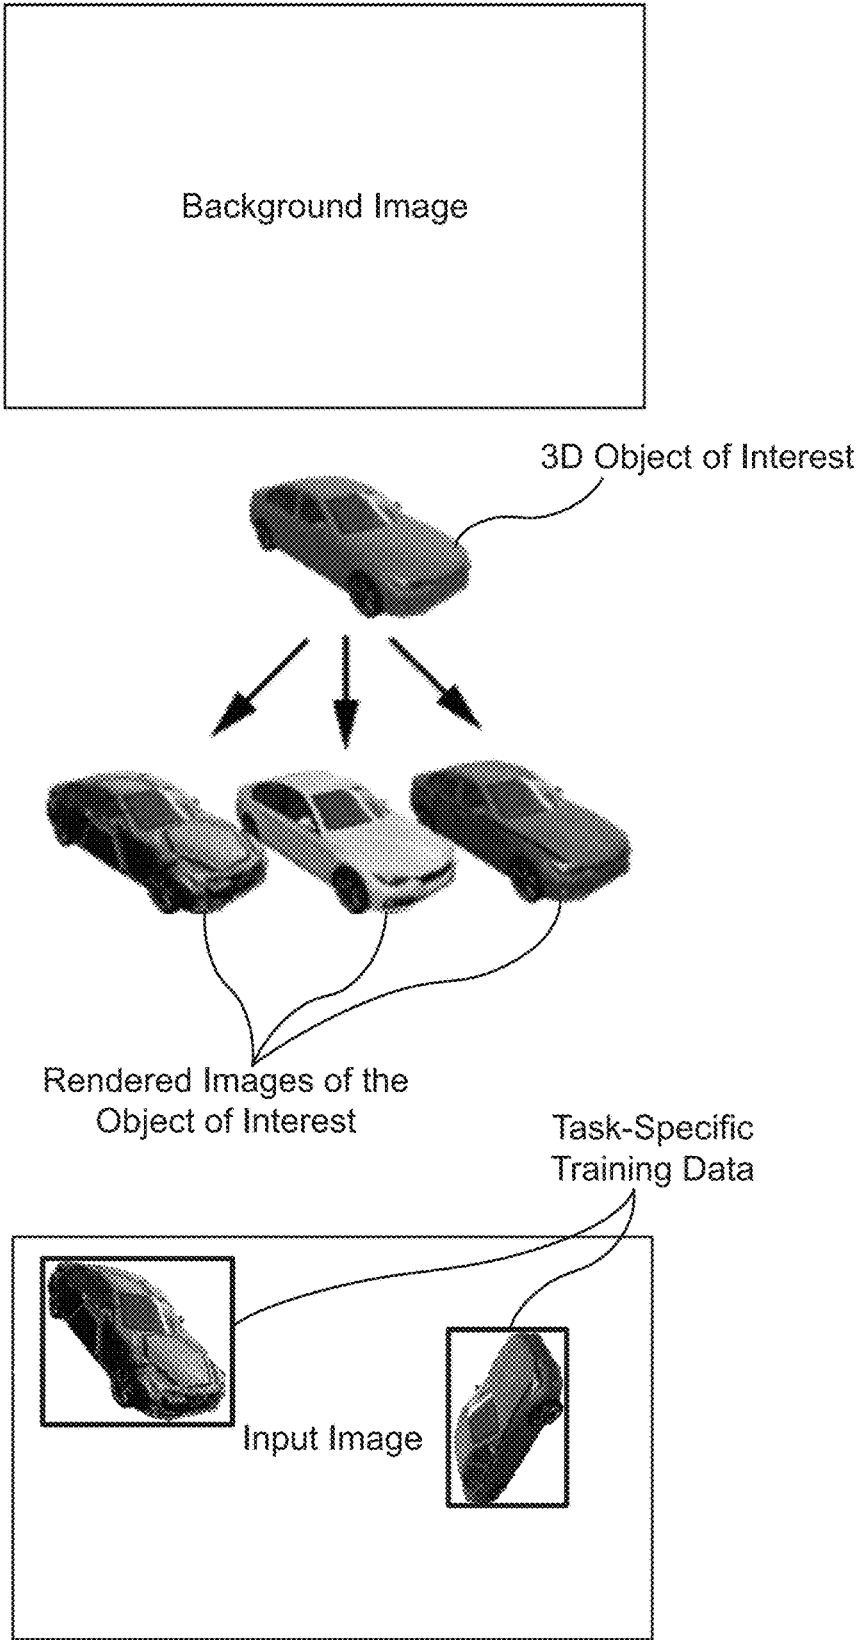 Background Image
3D Object of Interest
Rendered Images of the
Object of Interest
Task-Specific
Training Data
Input Image